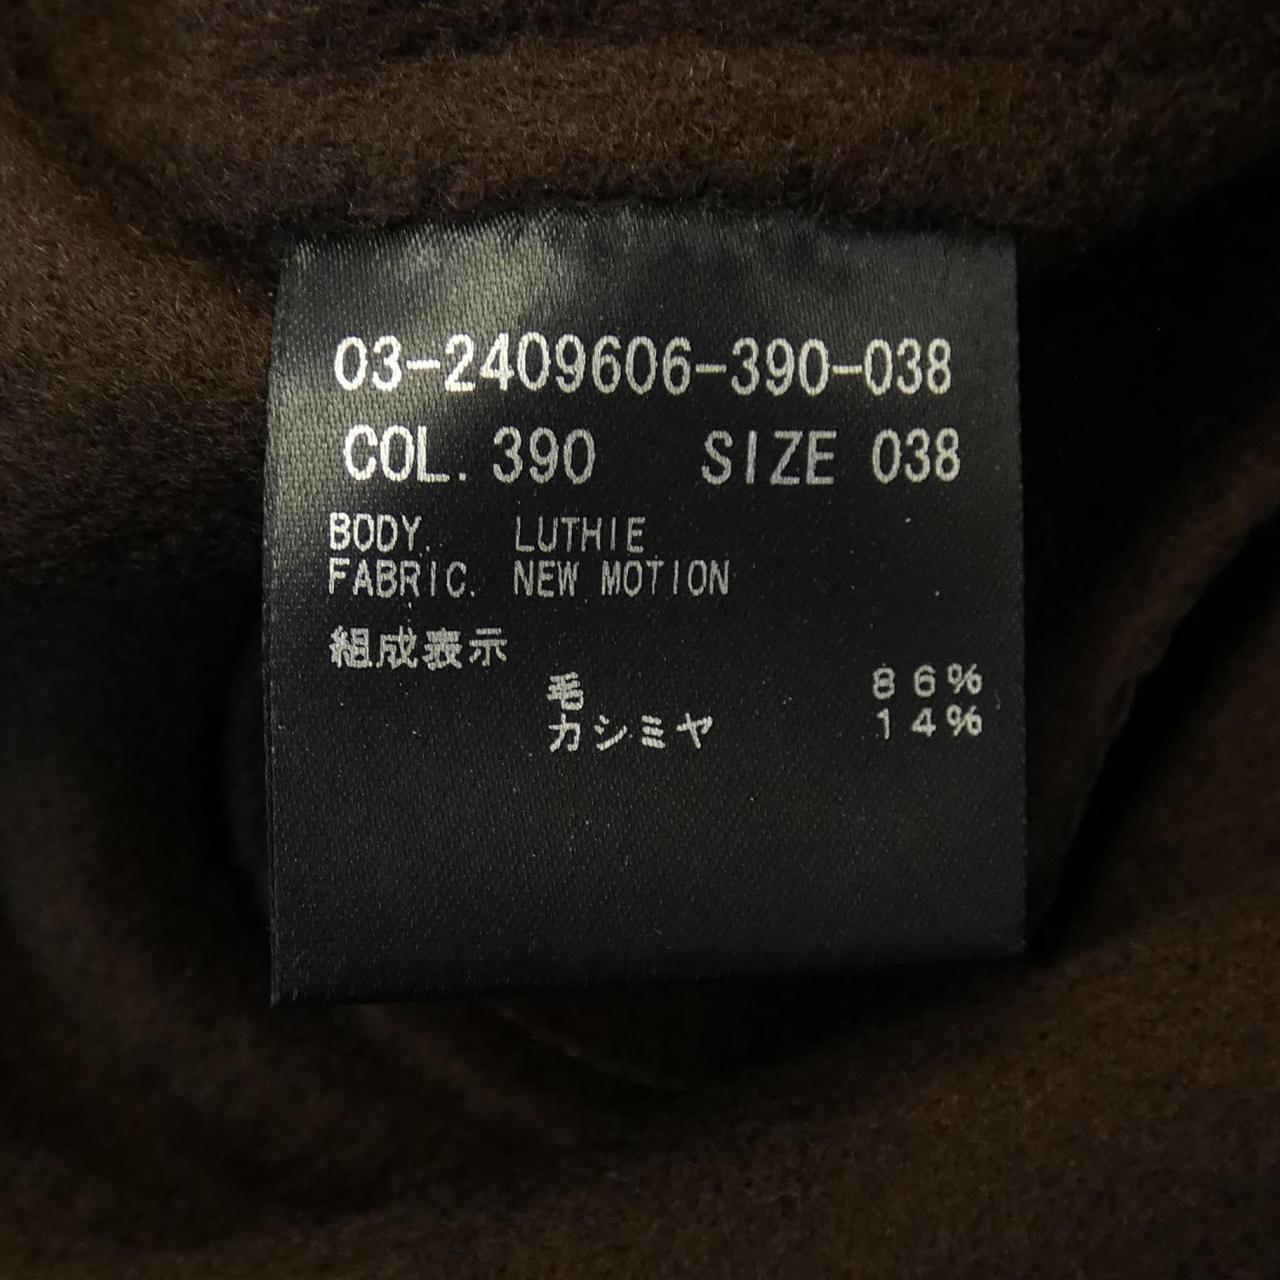 03-2409606-390-038
COL. 390 SIZE 038
BODY. LUTHIE
FABRIC. NEW MOTION
組成表示
毛 86%
カシミヤ 14%